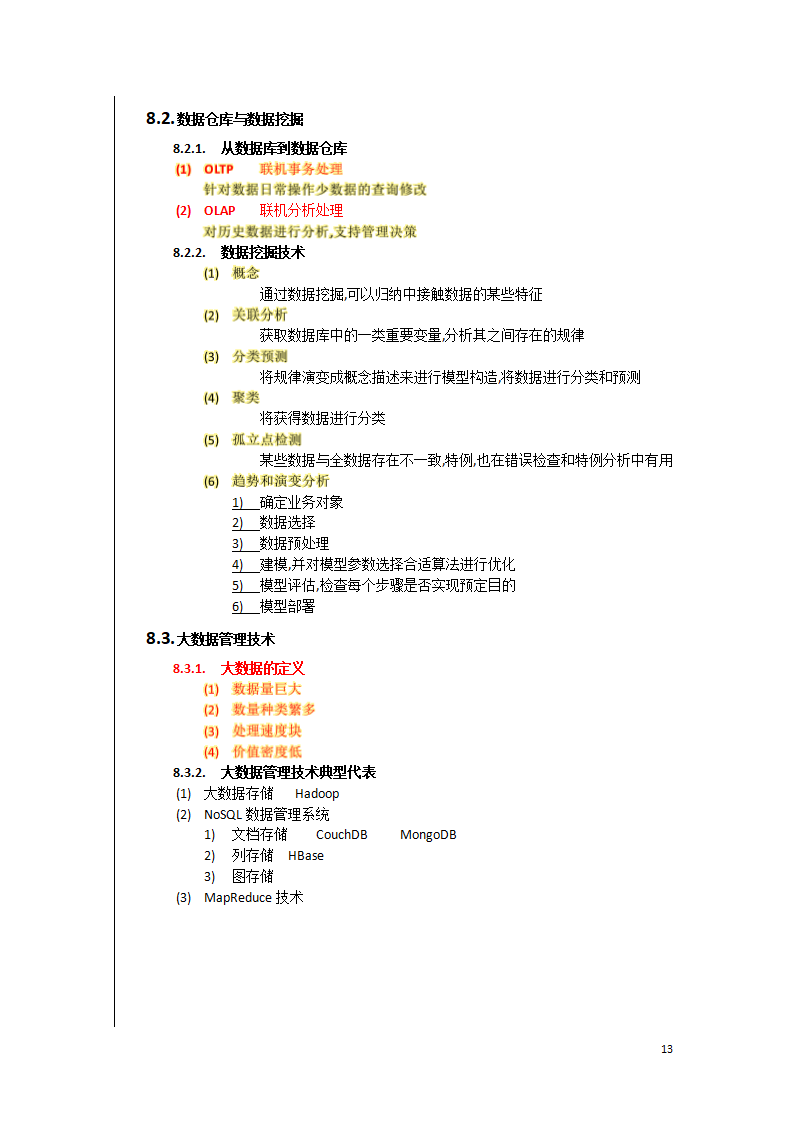 8.2. 数据仓库与数据挖掘
8.2.1. 从数据库到数据仓库
(1) OLTP 联机事务处理
针对数据日常操作少数据的查询修改
(2) OLAP 联机分析处理
对历史数据进行分析,支持管理决策
8.2.2. 数据挖掘技术
(1) 概念
通过数据挖掘,可以归纳中接触数据的某些特征
(2) 关联分析
获取数据库中的一类重要变量,分析其之间存在的规律
(3) 分类预测
将规律演变成概念描述来进行模型构造,将数据进行分类和预测
(4) 聚类
将获得数据进行分类
(5) 孤立点检测
某些数据与全数据存在不一致,特例,也在错误检查和特例分析中有用
(6) 趋势和演变分析
1) 确定业务对象
2) 数据选择
3) 数据预处理
4) 建模,并对模型参数选择合适算法进行优化
5) 模型评估,检查每个步骤是否实现预定目的
6) 模型部署
8.3. 大数据管理技术
8.3.1. 大数据的定义
(1) 数据量巨大
(2) 数量种类繁多
(3) 处理速度块
(4) 价值密度低
8.3.2. 大数据管理技术典型代表
(1) 大数据存储 Hadoop
(2) NoSQL 数据管理系统
1) 文档存储 CouchDB MongoDB
2) 列存储 HBase
3) 图存储
(3) MapReduce 技术
13